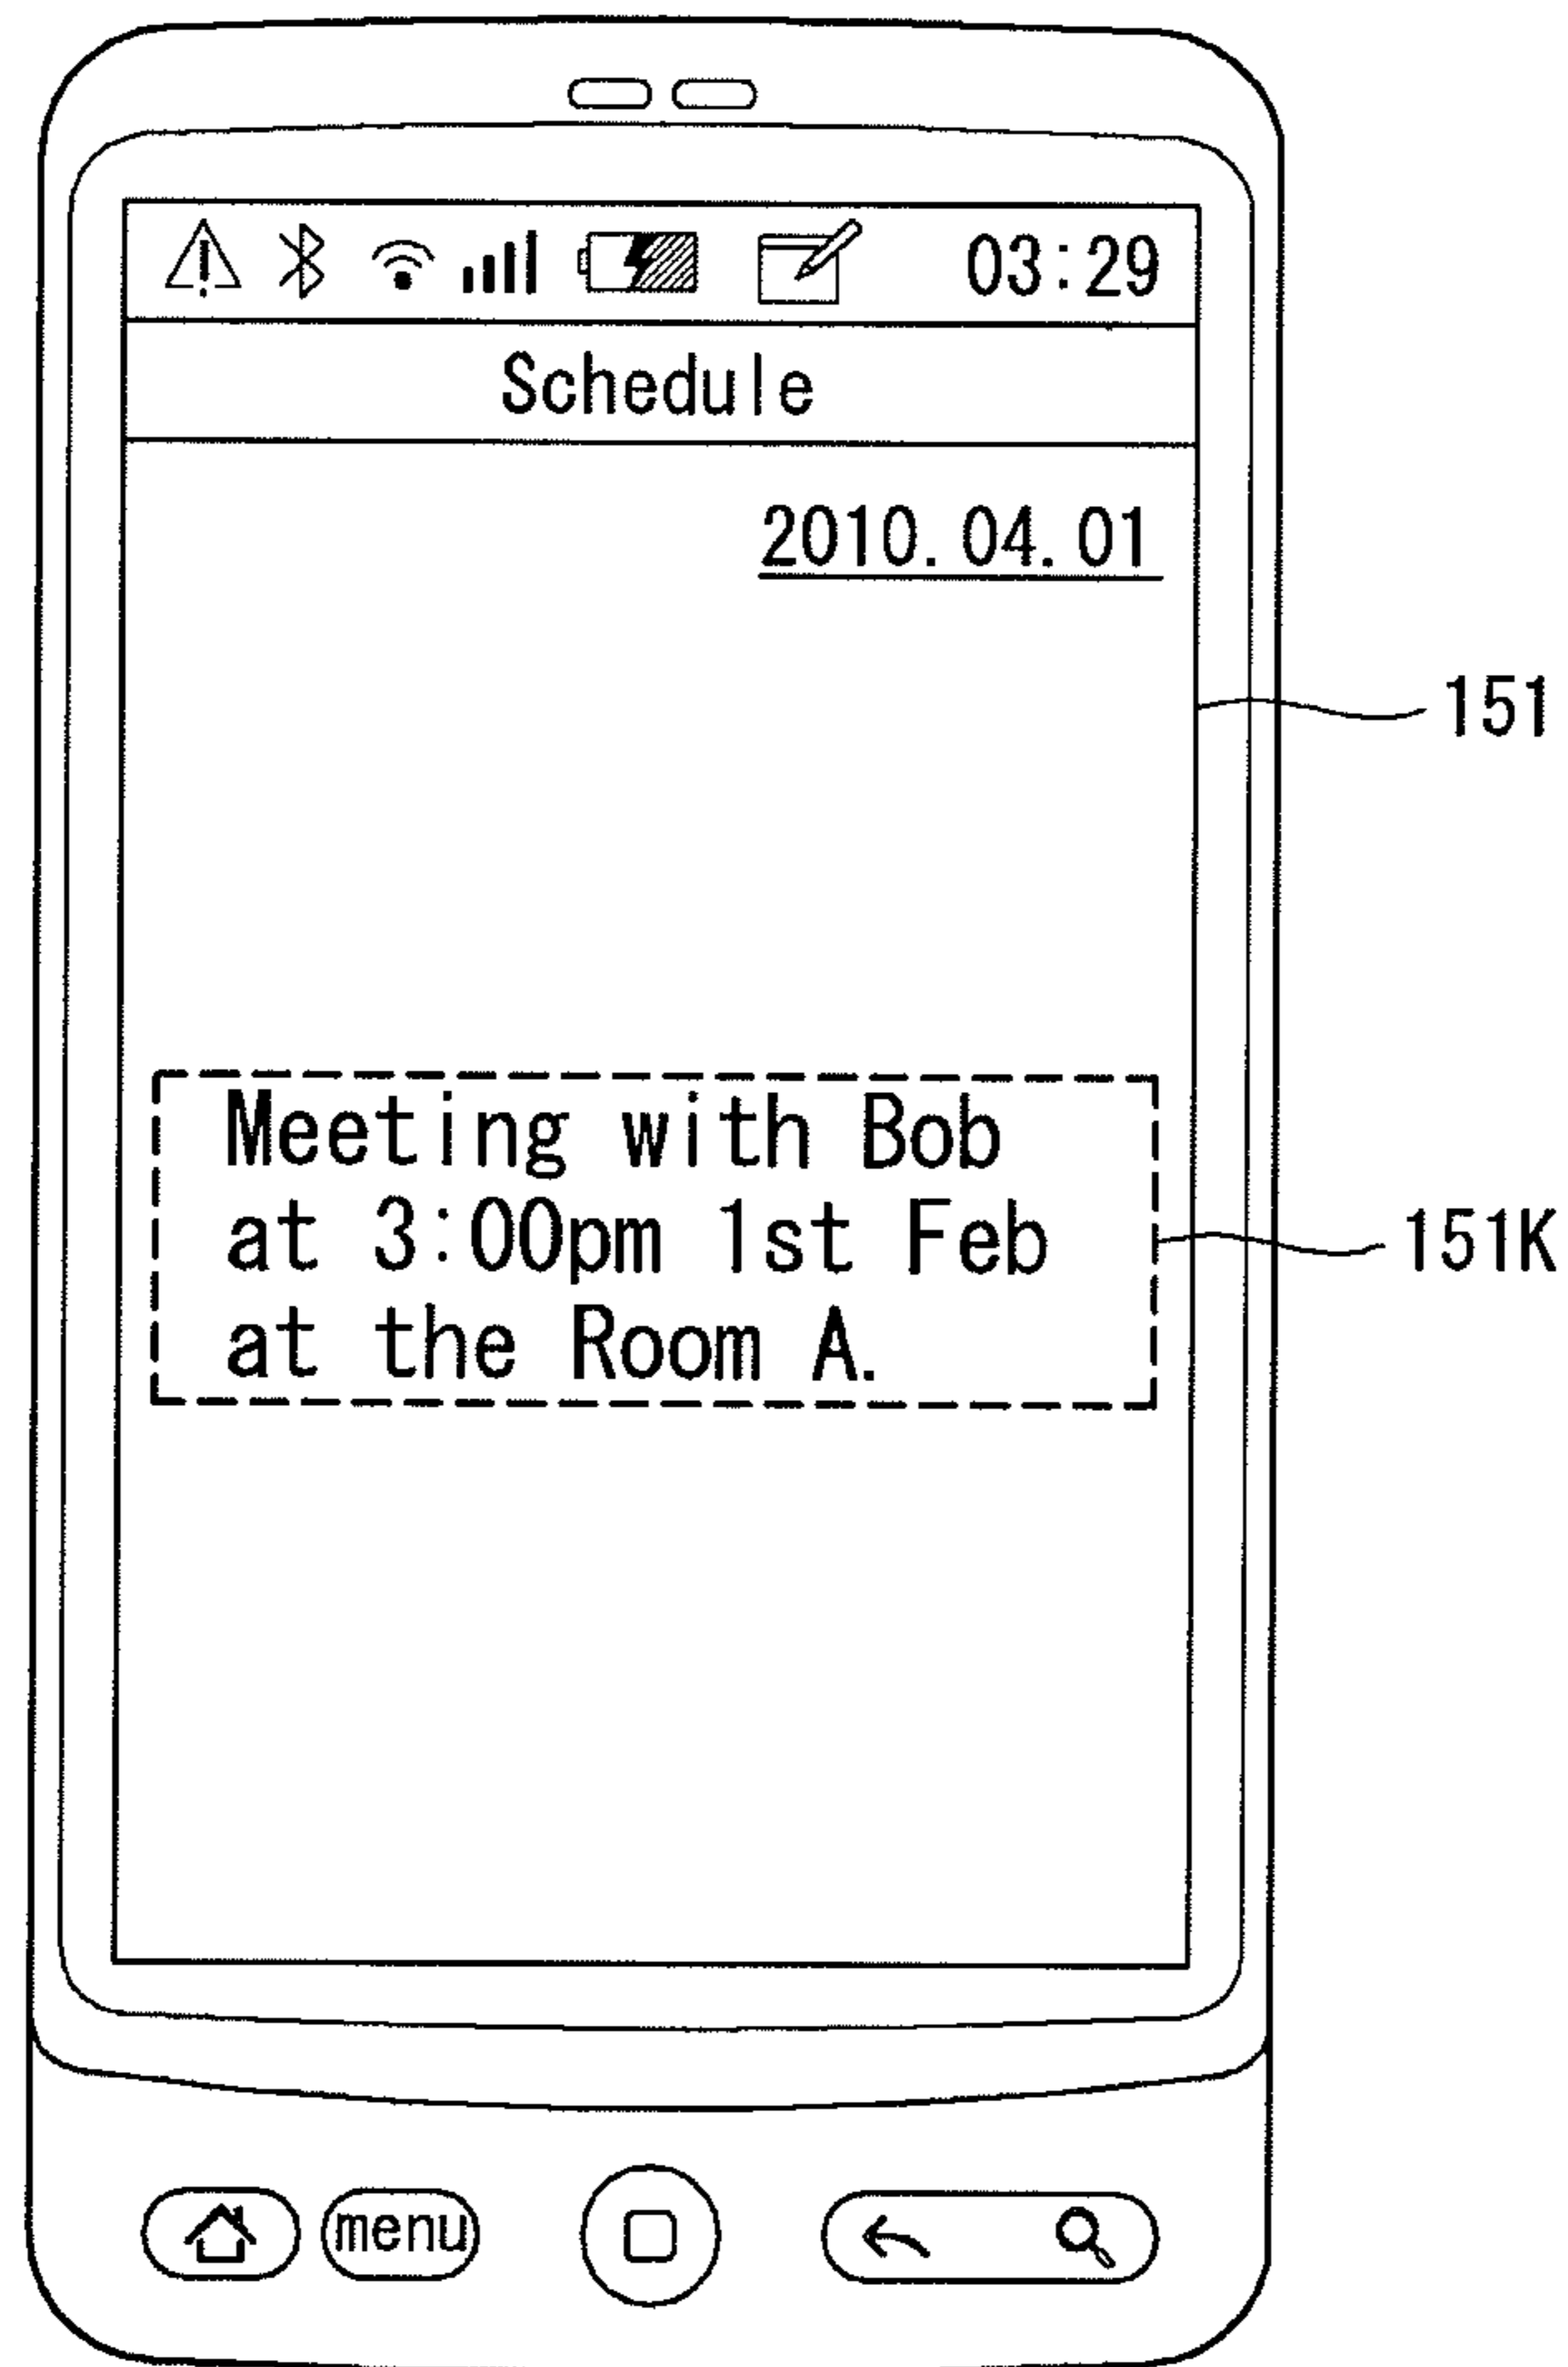 03:29
Schedule
2010.04.01
151
Meeting with Bob
at 3:00pm 1st Feb
at the Room A.
151K
menu